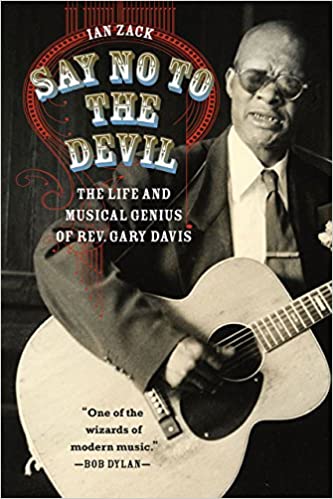 IAN ZACK
SAY NO TO
THE
DEVIL
THE LIFE AND
MUSICAL GENIUS
OF REV. GARY DAVIS
“One of the
wizards of
modern music.”
—BOB DYLAN—